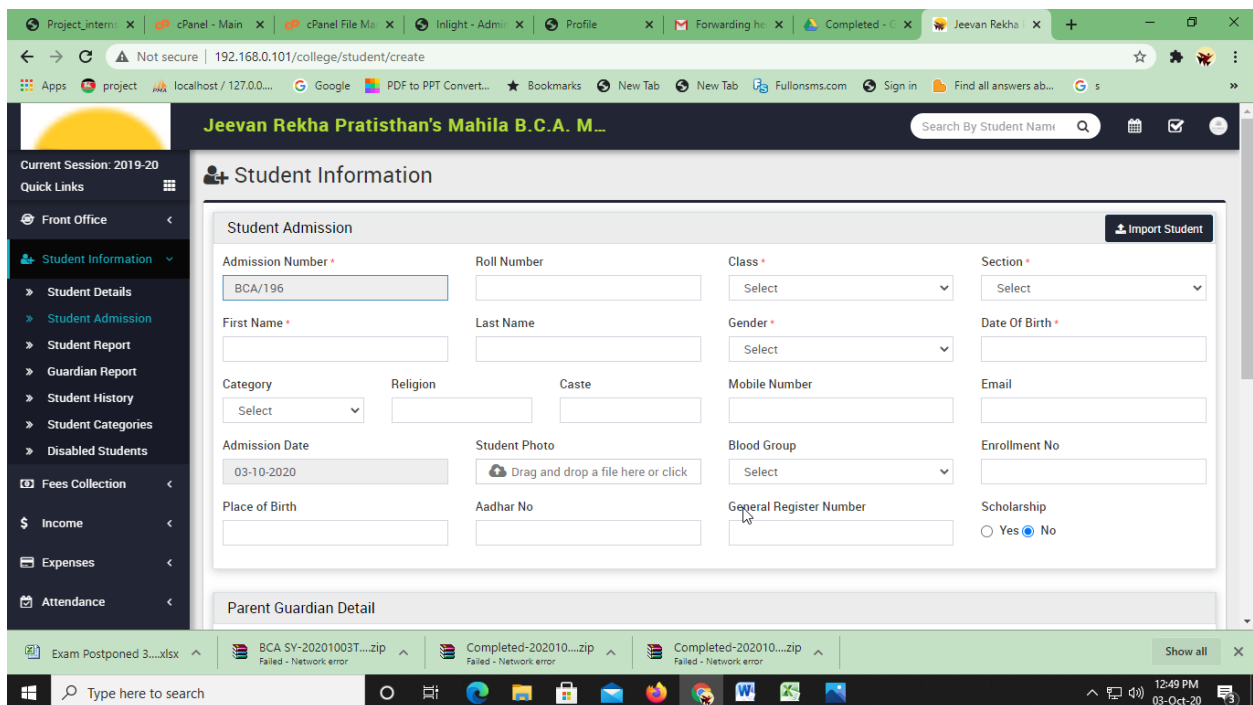 Project_intern
cPanel - Main
cPanel File Ma
Inlight - Admi
Profile
Forwarding he
Completed - G
Jeevan Rekha
Not secure | 192.168.0.101/college/student/create
Apps project localhost / 127.0.0.... Google PDF to PPT Convert... Bookmarks New Tab New Tab Fullonsms.com Sign in Find all answers ab... s »
Jeevan Rekha Pratisthan's Mahila B.C.A. M...
Search By Student Name
Current Session: 2019-20
Quick Links
Student Information
Front Office
Student Information
Student Details
Student Admission
Student Report
Guardian Report
Student History
Student Categories
Disabled Students
Fees Collection
$ Income
Expenses
Attendance
Student Admission
Import Student
Admission Number * Roll Number Class * Section *
BCA/196 Select Select
First Name * Last Name Gender * Date Of Birth *
Select
Category Religion Caste Mobile Number Email
Select
Admission Date Student Photo Blood Group Enrollment No
03-10-2020 Drag and drop a file here or click Select
Place of Birth Aadhar No General Register Number Scholarship
Yes No
Parent Guardian Detail
Exam Postponed 3....xlsx
BCA SY-20201003T....zip
Failed - Network error
Completed-202010....zip
Failed - Network error
Completed-202010....zip
Failed - Network error
Show all
Type here to search
12:49 PM
03-Oct-20
3